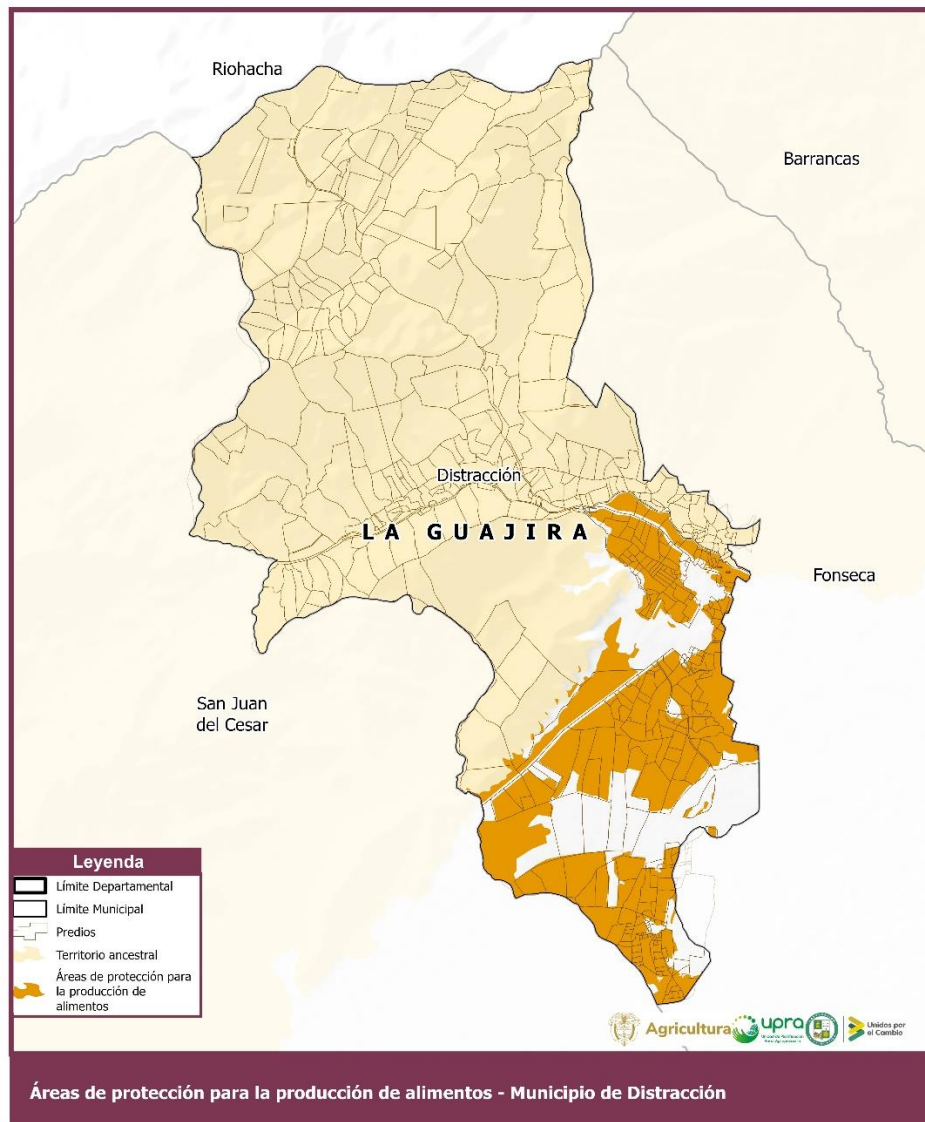 Riohacha
Barrancas
Distracción
LA GUAJIRA
Fonseca
San Juan
del Cesar
Leyenda
Límite Departamental
Límite Municipal
Predios
Territorio ancestral
Áreas de protección para
la producción de
alimentos
Agricultura
upra
Unidos por
el Cambio
Áreas de protección para la producción de alimentos - Municipio de Distracción